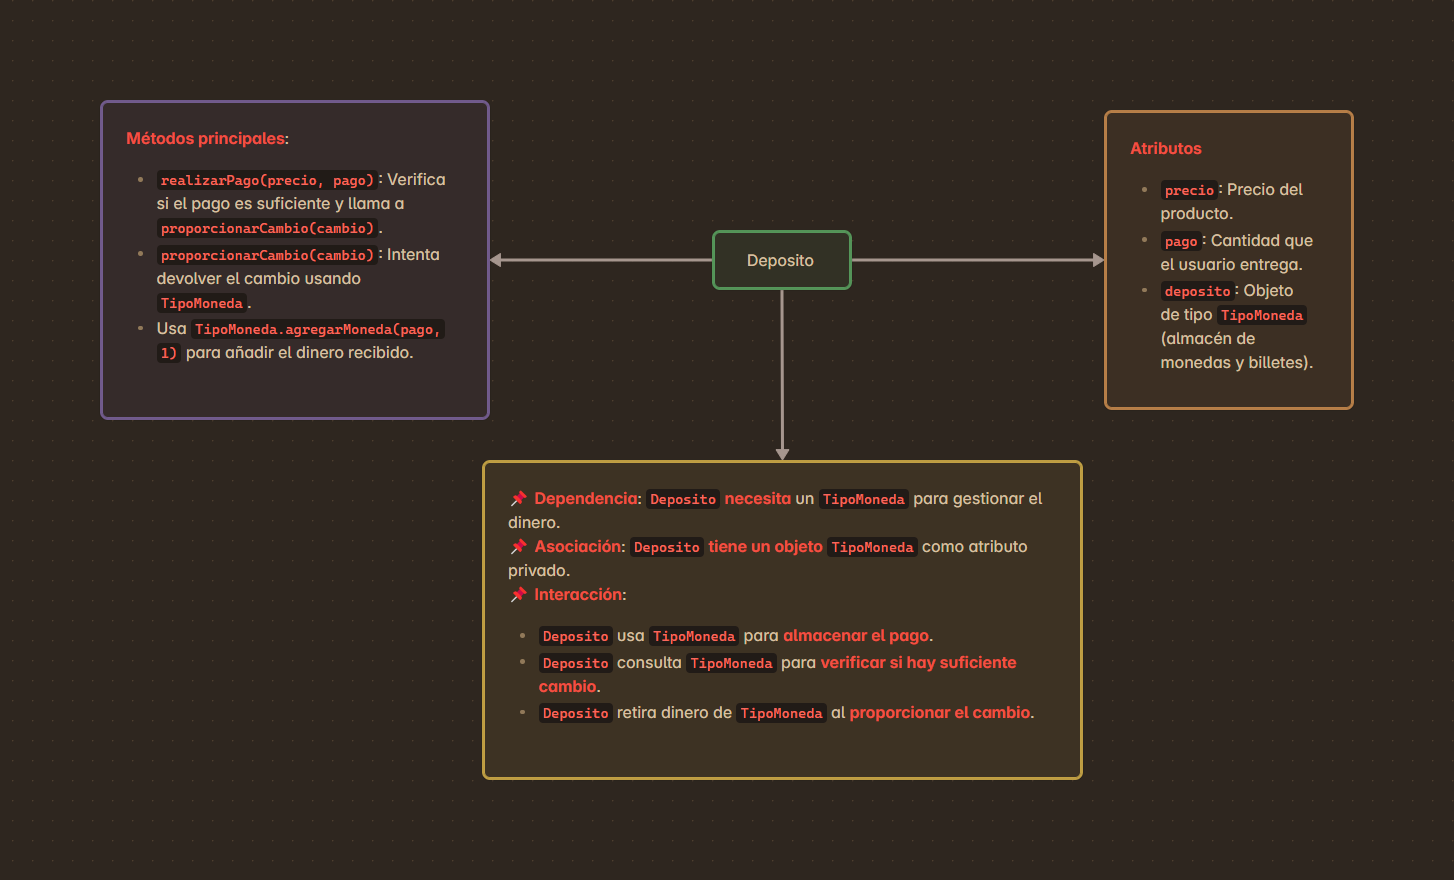 Métodos principales:
• realizarPago(precio, pago): Verifica
si el pago es suficiente y llama a
proporcionarCambio(cambio).
• proporcionarCambio(cambio): Intenta
devolver el cambio usando
TipoMoneda.
• Usa TipoMoneda.agregarMoneda(pago,
1) para añadir el dinero recibido.
Deposito
Atributos
• precio: Precio del
producto.
• pago: Cantidad que
el usuario entrega.
• deposito: Objeto
de tipo TipoMoneda
(almacén de
monedas y billetes).
📌 Dependencia: Deposito necesita un TipoMoneda para gestionar el
dinero.
📌 Asociación: Deposito tiene un objeto TipoMoneda como atributo
privado.
📌 Interacción:
• Deposito usa TipoMoneda para almacenar el pago.
• Deposito consulta TipoMoneda para verificar si hay suficiente
cambio.
• Deposito retira dinero de TipoMoneda al proporcionar el cambio.